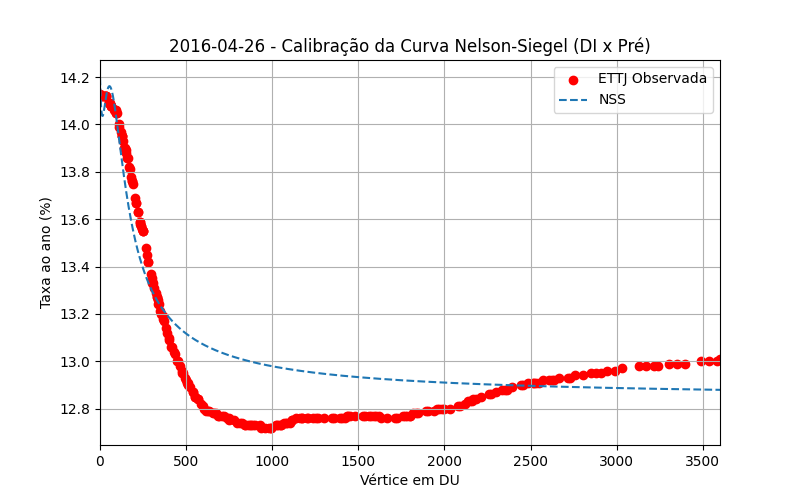 2016-04-26 - Calibração da Curva Nelson-Siegel (DI x Pré)
ETTJ Observada
NSS
Taxa ao ano (%)
14.2
14.0
13.8
13.6
13.4
13.2
13.0
12.8
0 500 1000 1500 2000 2500 3000 3500
Vértice em DU